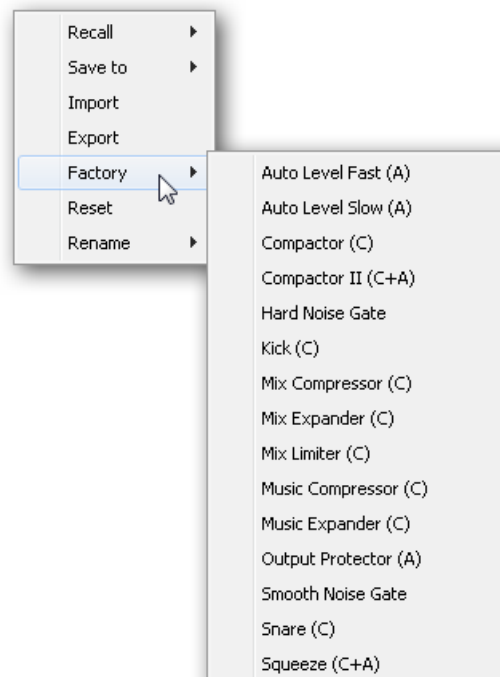 Recall
Save to
Import
Export
Factory
Reset
Rename
Auto Level Fast (A)
Auto Level Slow (A)
Compactor (C)
Compactor II (C+A)
Hard Noise Gate
Kick (C)
Mix Compressor (C)
Mix Expander (C)
Mix Limiter (C)
Music Compressor (C)
Music Expander (C)
Output Protector (A)
Smooth Noise Gate
Snare (C)
Squeeze (C+A)